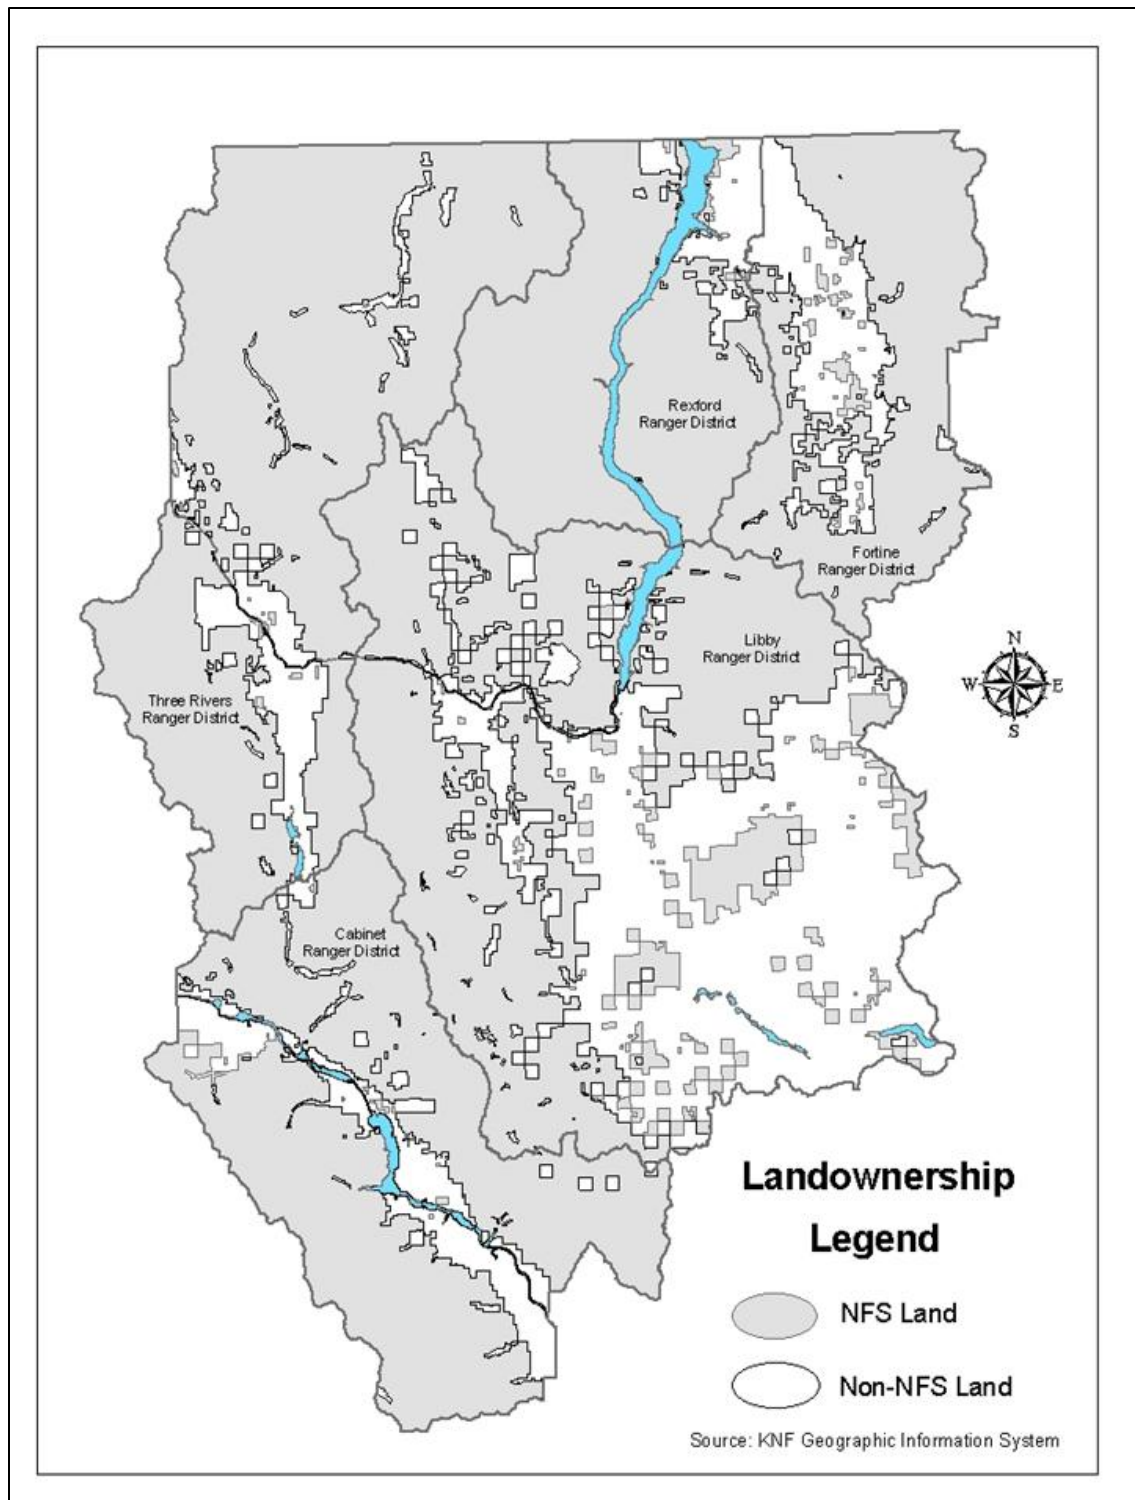 Rexford
Ranger District
Fortine
Ranger District
Libby
Ranger District
N
W
E
S
Three Rivers
Ranger District
Cabinet
Ranger District
Landownership
Legend
NFS Land
Non-NFS Land
Source: KNF Geographic Information System